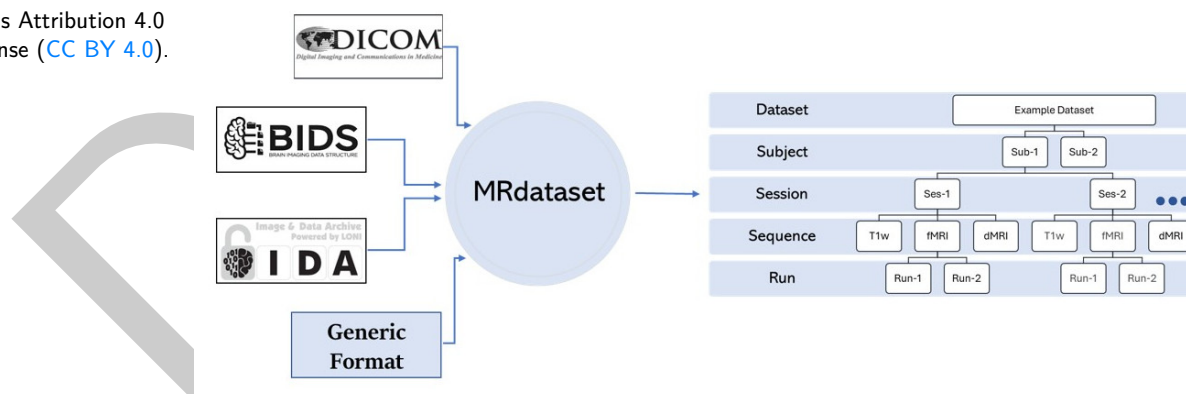 s Attribution 4.0
nse (CC BY 4.0).
DICOM
Digital Imaging and Communications in Medicine
BIDS
BRAIN IMAGING DATA STRUCTURE
Image & Data Archive
Powered by LONI
IDA
Generic
Format
MRdataset
Dataset
Example Dataset
Subject
Sub-1 Sub-2
Session
Ses-1 Ses-2
Sequence
T1w fMRI dMRI T1w fMRI dMRI
Run
Run-1 Run-2 Run-1 Run-2